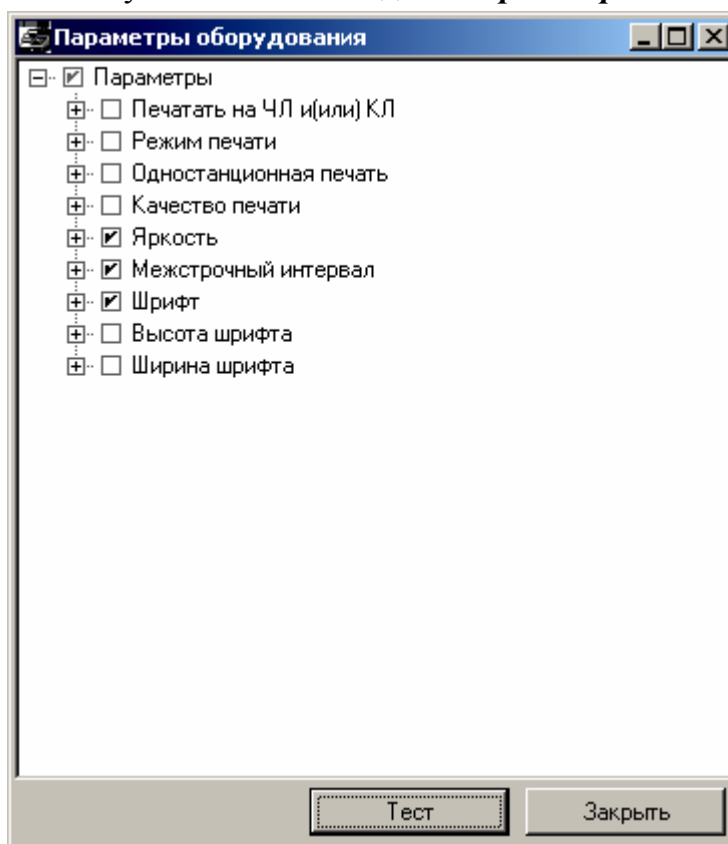 Параметры оборудования
Параметры
Печатать на ЧЛ и(или) КЛ
Режим печати
Одностанционная печать
Качество печати
Яркость
Межстрочный интервал
Шрифт
Высота шрифта
Ширина шрифта
Тест
Закрыть